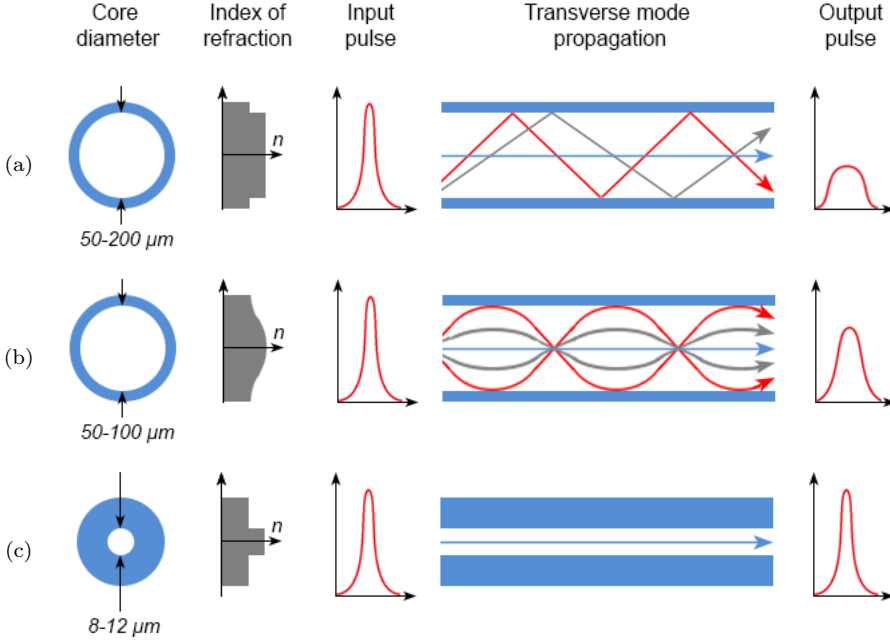 Core
diameter
Index of
refraction
Input
pulse
Transverse mode
propagation
Output
pulse
(a)
n
50-200 µm
(b)
n
50-100 µm
(c)
n
8-12 µm